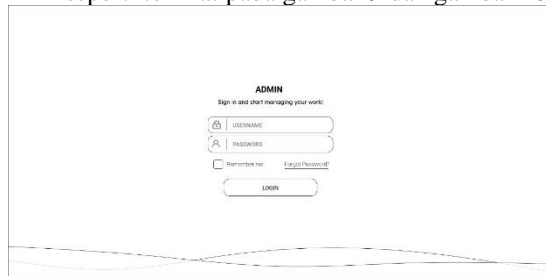 ADMIN
Sign in and start managing your work!
USERNAME
PASSWORD
Remember me Forgot Password?
LOGIN